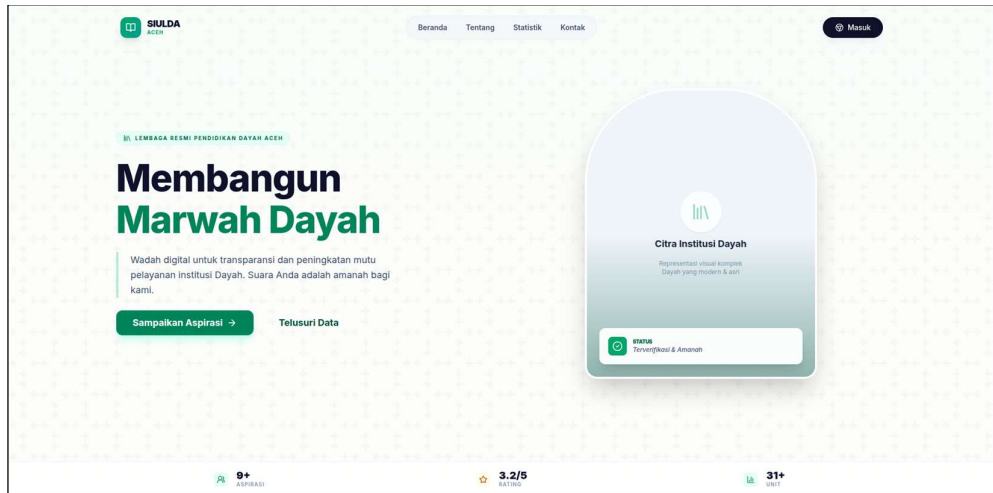 SIULDA
ACEH
Beranda Tentang Statistik Kontak
Masuk
LEMBAGA RESMI PENDIDIKAN DAYAH ACEH
Membangun
Marwah Dayah
Wadah digital untuk transparansi dan peningkatan mutu
pelayanan institusi Dayah. Suara Anda adalah amanah bagi
kami.
Sampaikan Aspirasi →
Telusuri Data
Citra Institusi Dayah
Representasi visual komplek
Dayah yang modern & asri
STATUS
Terverifikasi & Amanah
9+
ASPIRASI
3.2/5
RATING
31+
UNIT